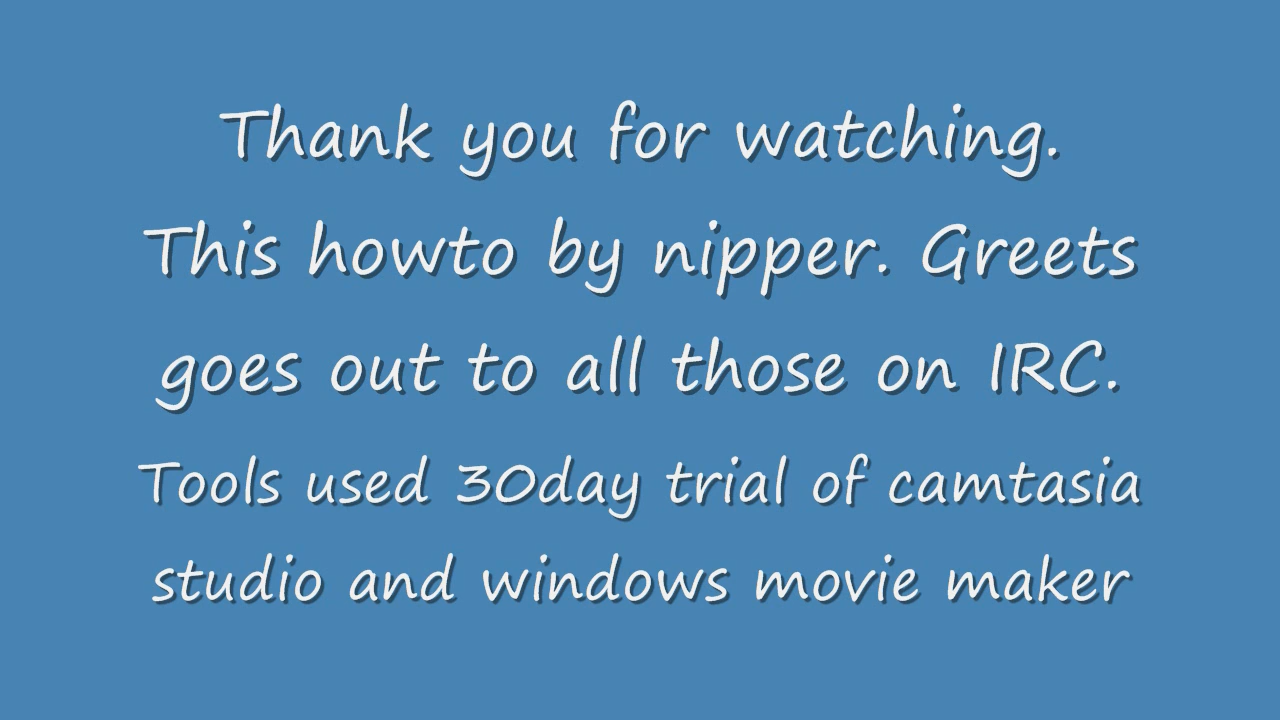 Thank you for watching.
This howto by nipper. Greets
goes out to all those on IRC.
Tools used 30day trial of camtasia
studio and windows movie maker